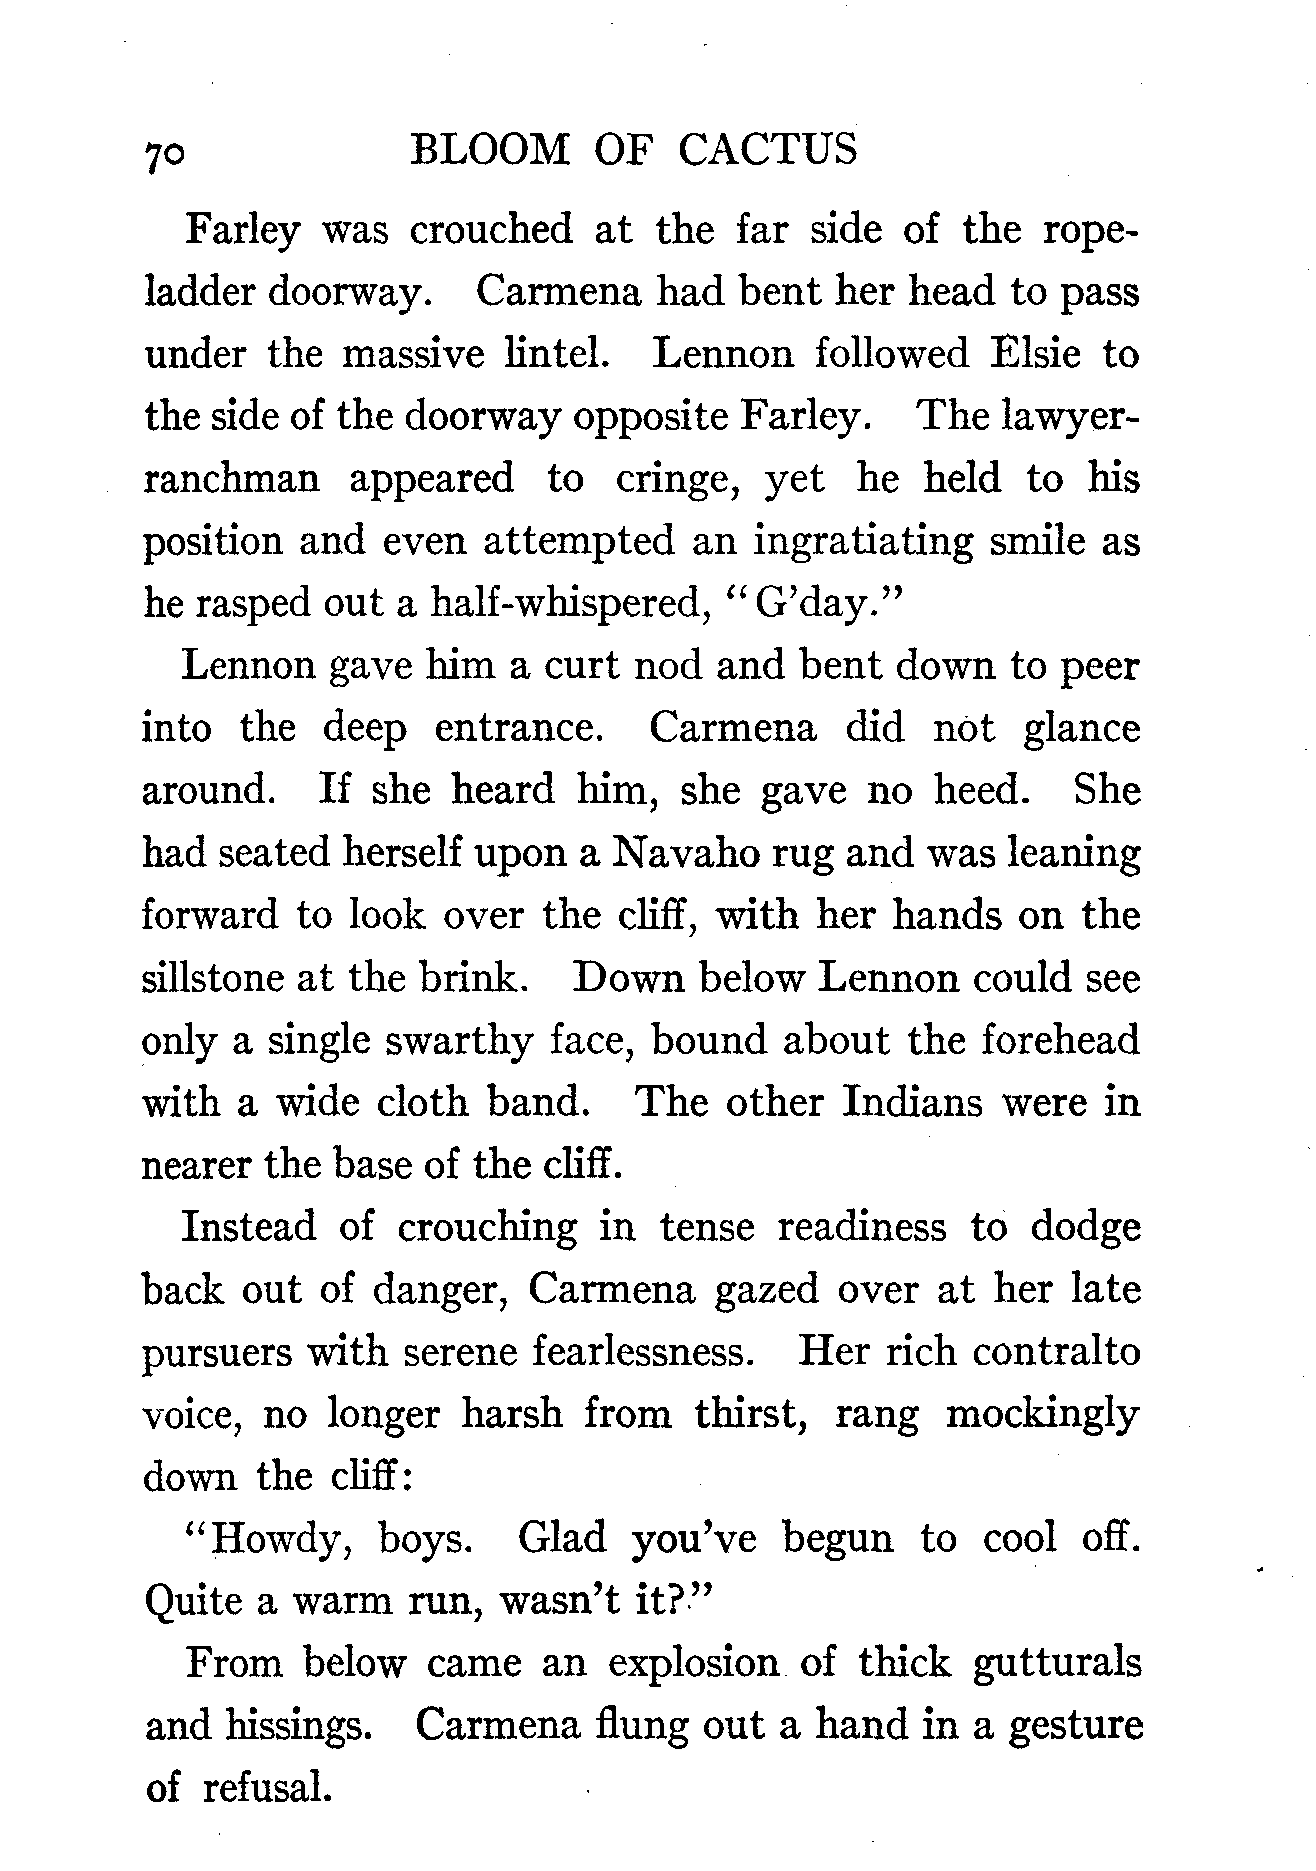 70 BLOOM OF CACTUS
Farley was crouched at the far side of the rope-
ladder doorway. Carmena had bent her head to pass
under the massive lintel. Lennon followed Elsie to
the side of the doorway opposite Farley. The lawyer-
ranchman appeared to cringe, yet he held to his
position and even attempted an ingratiating smile as
he rasped out a half-whispered, "G'day."
Lennon gave him a curt nod and bent down to peer
into the deep entrance. Carmena did not glance
around. If she heard him, she gave no heed. She
had seated herself upon a Navaho rug and was leaning
forward to look over the cliff, with her hands on the
sillstone at the brink. Down below Lennon could see
only a single swarthy face, bound about the forehead
with a wide cloth band. The other Indians were in
nearer the base of the cliff.
Instead of crouching in tense readiness to dodge
back out of danger, Carmena gazed over at her late
pursuers with serene fearlessness. Her rich contralto
voice, no longer harsh from thirst, rang mockingly
down the cliff:
"Howdy, boys. Glad you've begun to cool off.
Quite a warm run, wasn't it?"
From below came an explosion of thick gutturals
and hissings. Carmena flung out a hand in a gesture
of refusal.